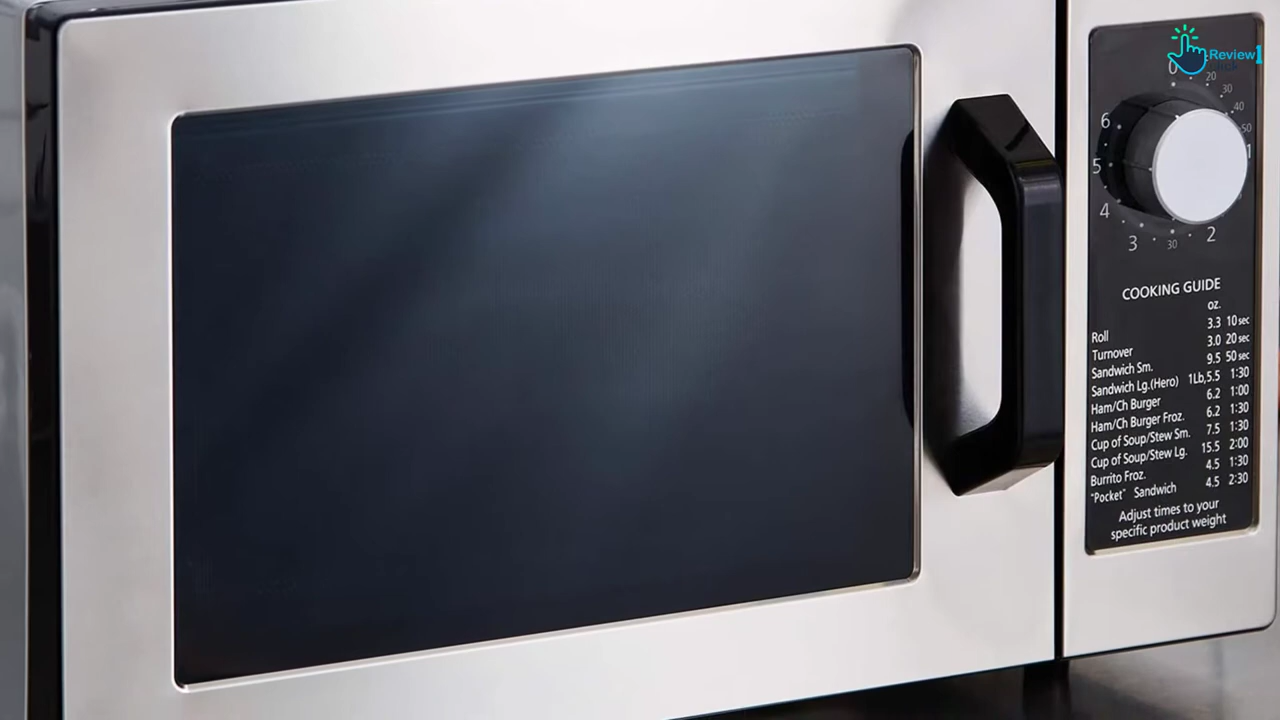 Review1
0
20
30
40
50
1
6
5
4
3
30
2
COOKING GUIDE
oz.
Roll 3.3 10 sec
Turnover 3.0 20 sec
Sandwich Sm. 9.5 50 sec
Sandwich Lg.(Hero) 1Lb,5.5 1:30
Ham/Ch Burger 6.2 1:00
Ham/Ch Burger Froz. 6.2 1:30
Cup of Soup/Stew Sm. 7.5 1:30
Cup of Soup/Stew Lg. 15.5 2:00
Burrito Froz. 4.5 1:30
"Pocket" Sandwich 4.5 2:30
Adjust times to your
specific product weight